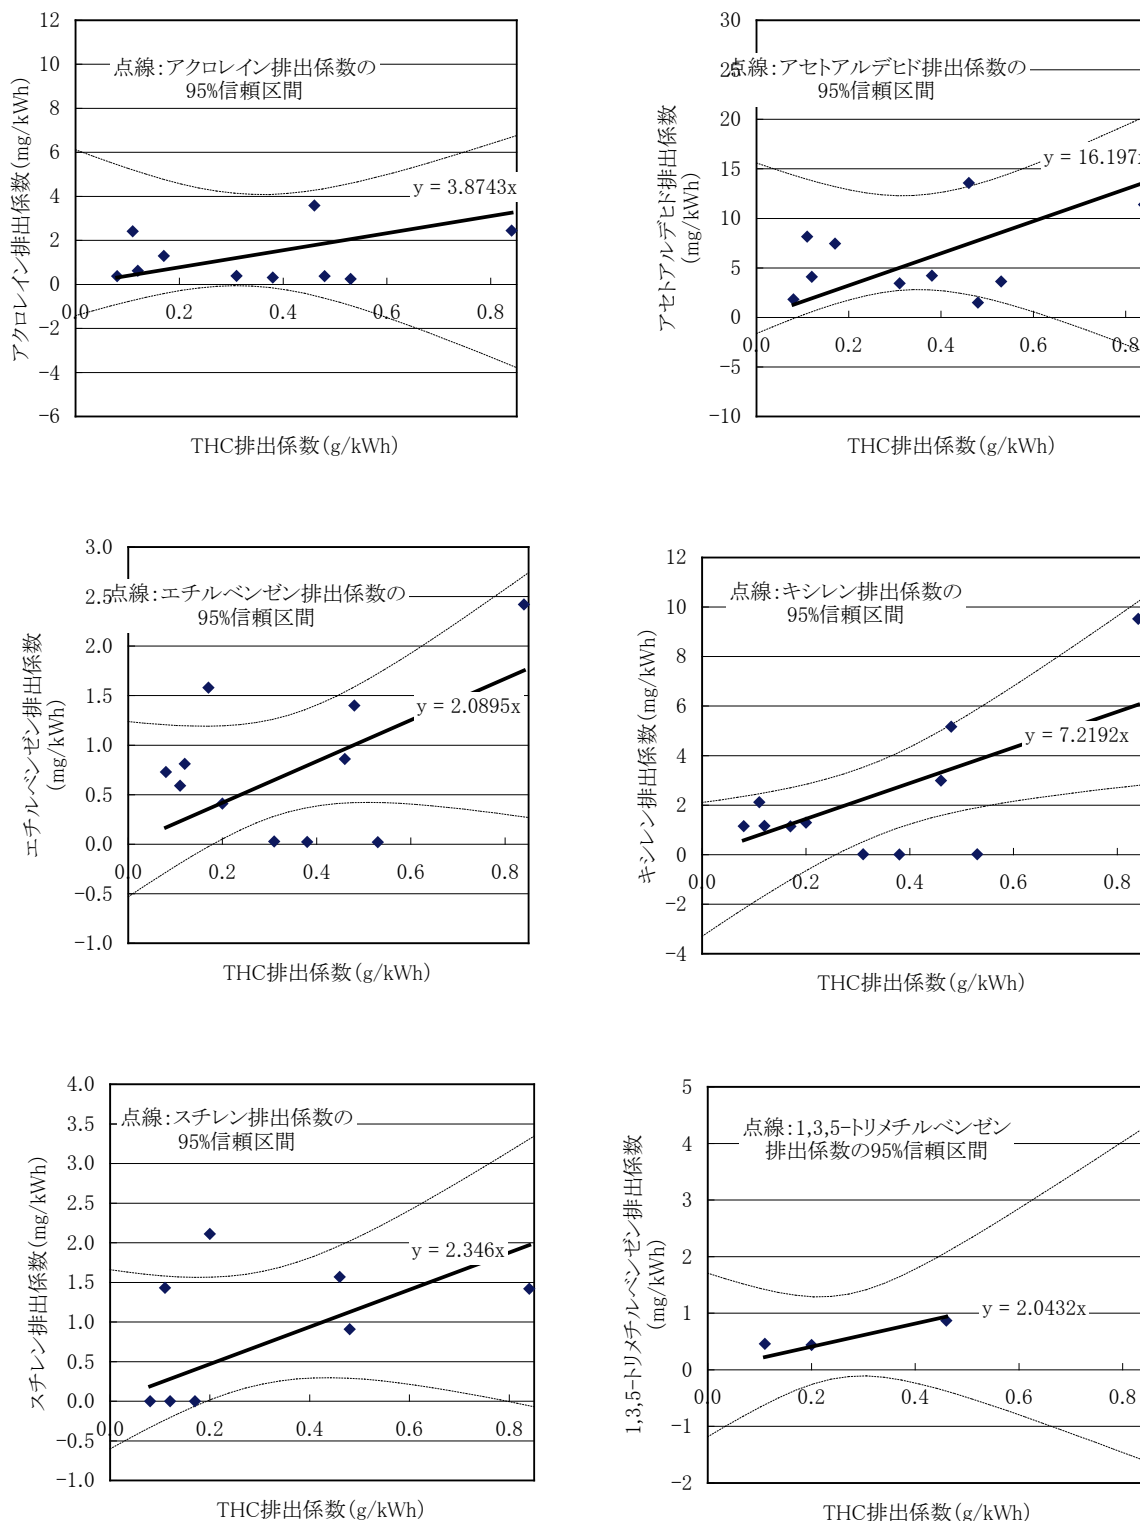 12
10
8
6
4
2
0
−2
−4
−6
点線：アクロレイン排出係数の
95%信頼区間
y = 3.8743x
0.0
0.2
0.4
0.6
0.8
アクロレイン排出係数(mg/kWh)
THC排出係数(g/kWh)
30
25
20
15
10
5
0
−5
−10
点線：アセトアルデヒド排出係数の
95%信頼区間
y = 16.197x
0.0
0.2
0.4
0.6
0.8
アセトアルデヒド排出係数
(mg/kWh)
THC排出係数(g/kWh)
3.0
2.5
2.0
1.5
1.0
0.5
0.0
−0.5
−1.0
点線：エチルベンゼン排出係数の
95%信頼区間
y = 2.0895x
0.0
0.2
0.4
0.6
0.8
エチルベンゼン排出係数
(mg/kWh)
THC排出係数(g/kWh)
12
10
8
6
4
2
0
−2
−4
点線：キシレン排出係数の
95%信頼区間
y = 7.2192x
0.0
0.2
0.4
0.6
0.8
キシレン排出係数(mg/kWh)
THC排出係数(g/kWh)
4.0
3.5
3.0
2.5
2.0
1.5
1.0
0.5
0.0
−0.5
−1.0
点線：スチレン排出係数の
95%信頼区間
y = 2.346x
0.0
0.2
0.4
0.6
0.8
スチレン排出係数(mg/kWh)
THC排出係数(g/kWh)
5
4
3
2
1
0
−1
−2
点線：1,3,5-トリメチルベンゼン
排出係数の95%信頼区間
y = 2.0432x
0.0
0.2
0.4
0.6
0.8
1,3,5-トリメチルベンゼン排出係数
(mg/kWh)
THC排出係数(g/kWh)